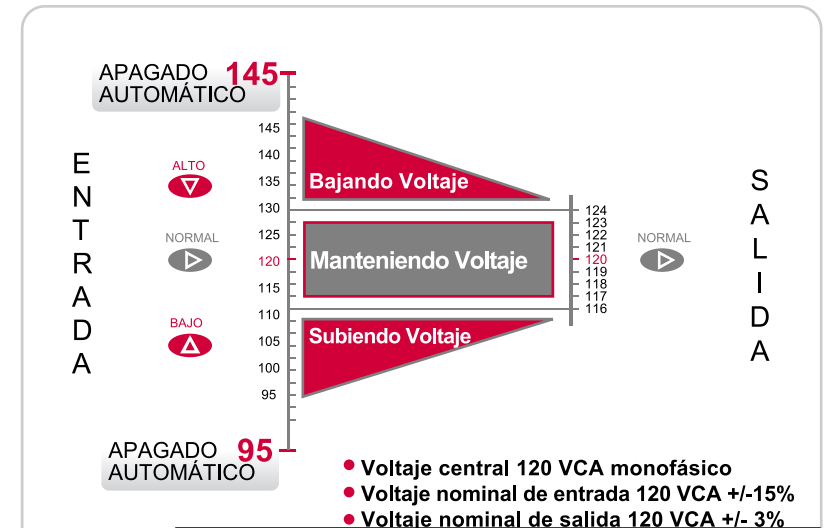 APAGADO 145
AUTOMÁTICO
ENTRADA
ALTO
NORMAL
BAJO
145
140
135
130
125
120
115
110
105
100
95
Bajando Voltaje
Manteniendo Voltaje
Subiendo Voltaje
124
123
122
121
120
119
118
117
116
NORMAL
SALIDA
APAGADO 95
AUTOMÁTICO
• Voltaje central 120 VCA monofásico
• Voltaje nominal de entrada 120 VCA +/-15%
• Voltaje nominal de salida 120 VCA +/- 3%